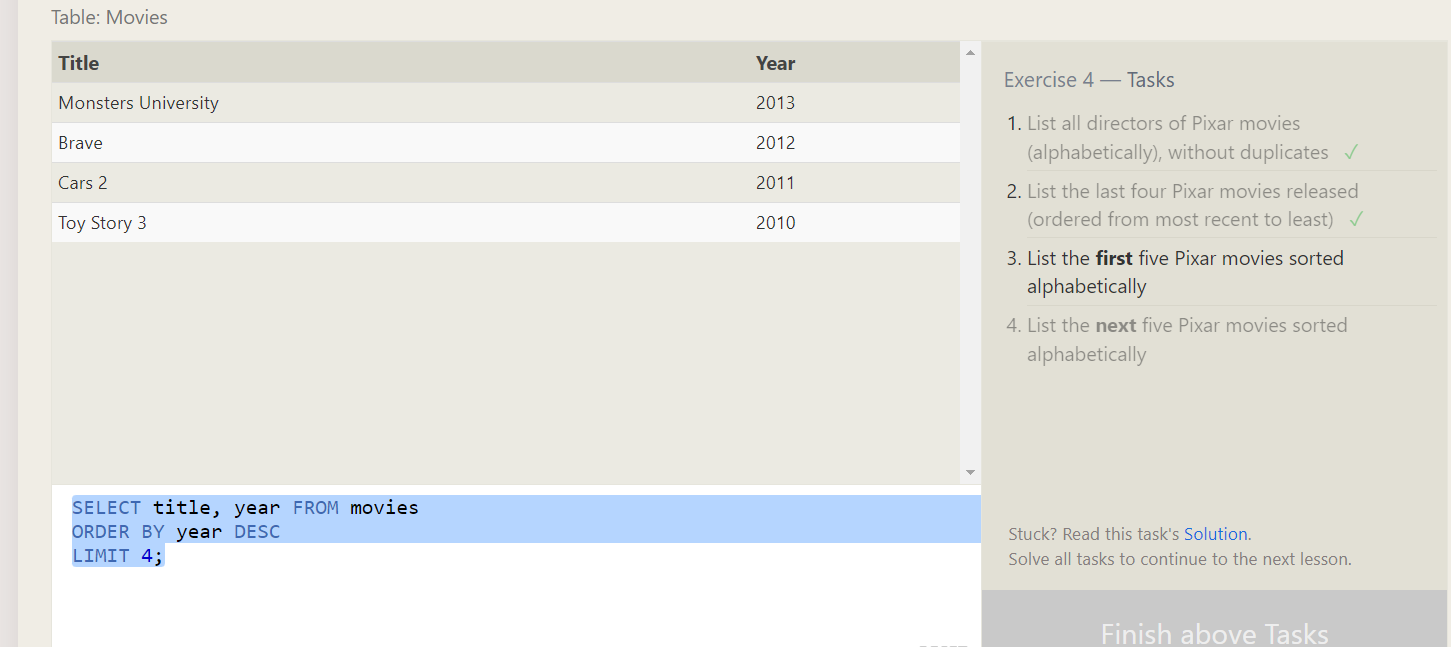 Table: Movies
Title Year
Monsters University 2013
Brave 2012
Cars 2 2011
Toy Story 3 2010
SELECT title, year FROM movies
ORDER BY year DESC
LIMIT 4;
Exercise 4 — Tasks
1. List all directors of Pixar movies
(alphabetically), without duplicates ✓
2. List the last four Pixar movies released
(ordered from most recent to least) ✓
3. List the first five Pixar movies sorted
alphabetically
4. List the next five Pixar movies sorted
alphabetically
Stuck? Read this task's Solution.
Solve all tasks to continue to the next lesson.
Finish above Tasks